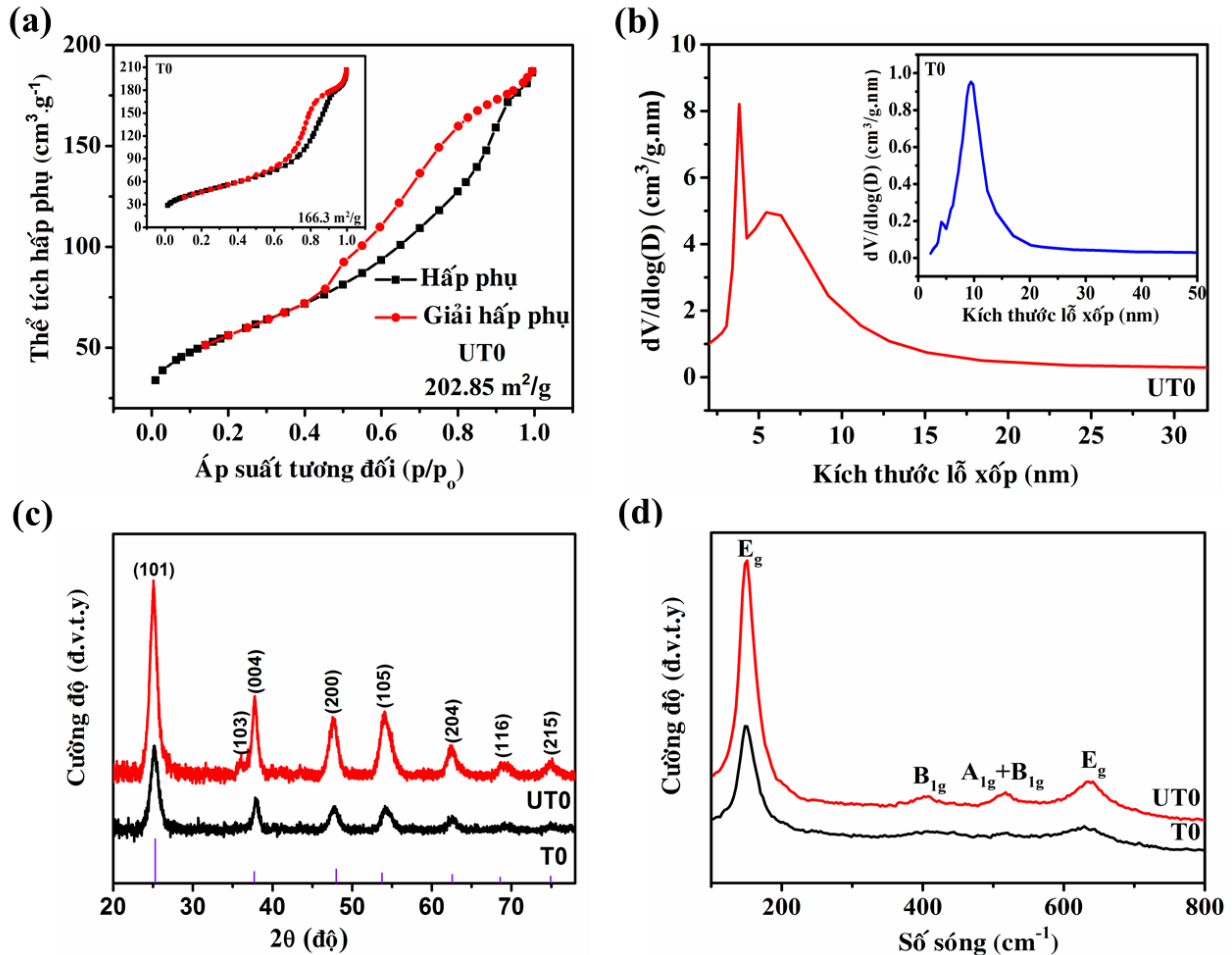 (a)
Thể tích hấp phụ (cm³.g⁻¹)
200
150
100
50
0.0 0.2 0.4 0.6 0.8 1.0
Áp suất tương đối (p/pₒ)
T0
210
180
150
120
90
60
30
0
0.0 0.2 0.4 0.6 0.8 1.0
166.3 m²/g
Hấp phụ
Giải hấp phụ
UT0
202.85 m²/g
(b)
dV/dlog(D) (cm³/g.nm)
10
8
6
4
2
0
5 10 15 20 25 30
Kích thước lỗ xốp (nm)
UT0
T0
dV/dlog(D) (cm³/g.nm)
1.0
0.8
0.6
0.4
0.2
0.0
0 10 20 30 40 50
Kích thước lỗ xốp (nm)
(c)
Cường độ (đ.v.t.y)
(101)
(103)
(004)
(200)
(105)
(204)
(116)
(215)
UT0
T0
20 30 40 50 60 70
2θ (độ)
(d)
Cường độ (đ.v.t.y)
E_g
B₁g
A₁g+B₁g
E_g
UT0
T0
200 400 600 800
Số sóng (cm⁻¹)